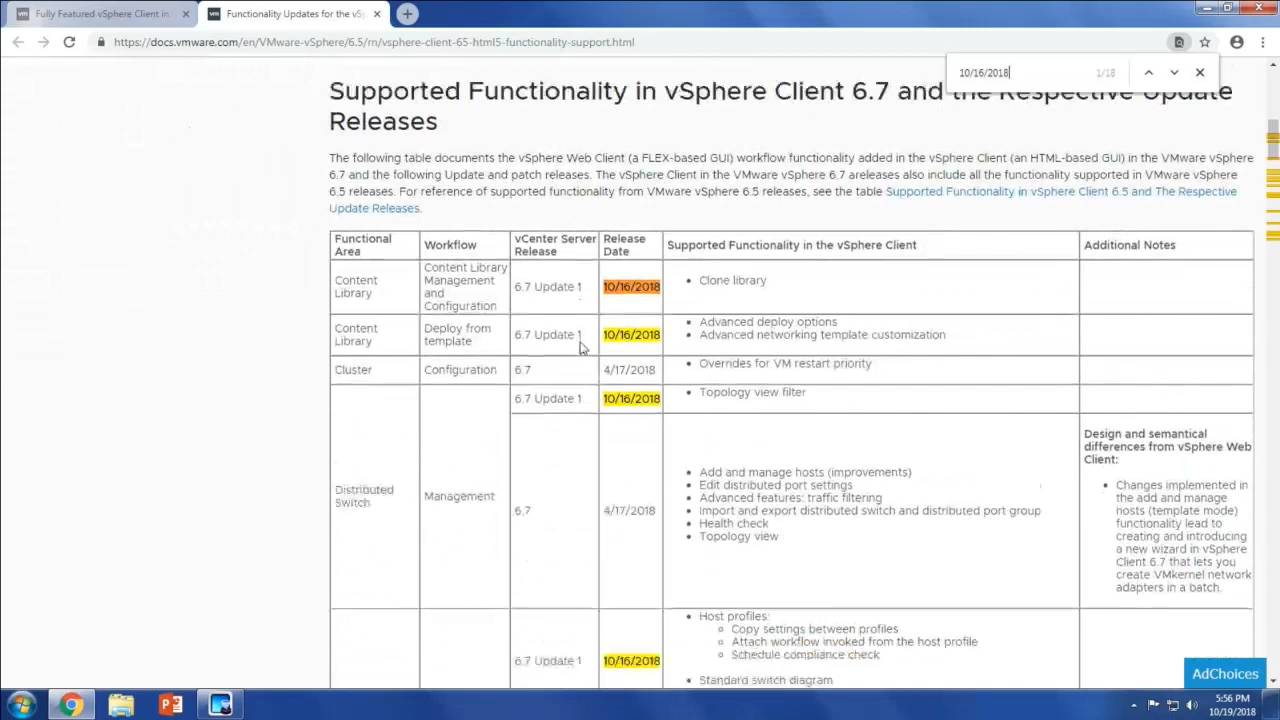 Fully Featured vSphere Client in
Functionality Updates for the vS
https://docs.vmware.com/en/VMware-vSphere/6.5/rn/vsphere-client-65-html5-functionality-support.html
10/16/2018
1/18
Supported Functionality in vSphere Client 6.7 and the Respective Update
Releases
The following table documents the vSphere Web Client (a FLEX-based GUI) workflow functionality added in the vSphere Client (an HTML-based GUI) in the VMware vSphere
6.7 and the following Update and patch releases. The vSphere Client in the VMware vSphere 6.7 areleases also include all the functionality supported in VMware vSphere
6.5 releases. For reference of supported functionality from VMware vSphere 6.5 releases, see the table Supported Functionality in vSphere Client 6.5 and The Respective
Update Releases.
Functional
Area
Workflow
vCenter Server
Release
Release
Date
Supported Functionality in the vSphere Client
Additional Notes
Content
Library
Content Library
Management
and
Configuration
6.7 Update 1
10/16/2018
Clone library
Content
Library
Deploy from
template
6.7 Update 1
10/16/2018
Advanced deploy options
Advanced networking template customization
Cluster
Configuration
6.7
4/17/2018
Overrides for VM restart priority
Distributed
Switch
Management
6.7 Update 1
10/16/2018
Topology view filter
6.7
4/17/2018
Add and manage hosts (improvements)
Edit distributed port settings
Advanced features: traffic filtering
Import and export distributed switch and distributed port group
Health check
Topology view
Design and semantical
differences from vSphere Web
Client:
Changes implemented in
the add and manage
hosts (template mode)
functionality lead to
creating and introducing
a new wizard in vSphere
Client 6.7 that lets you
create VMkernel network
adapters in a batch.
6.7 Update 1
10/16/2018
Host profiles:
Copy settings between profiles
Attach workflow invoked from the host profile
Schedule compliance check
Standard switch diagram
AdChoices
5:56 PM
10/19/2018